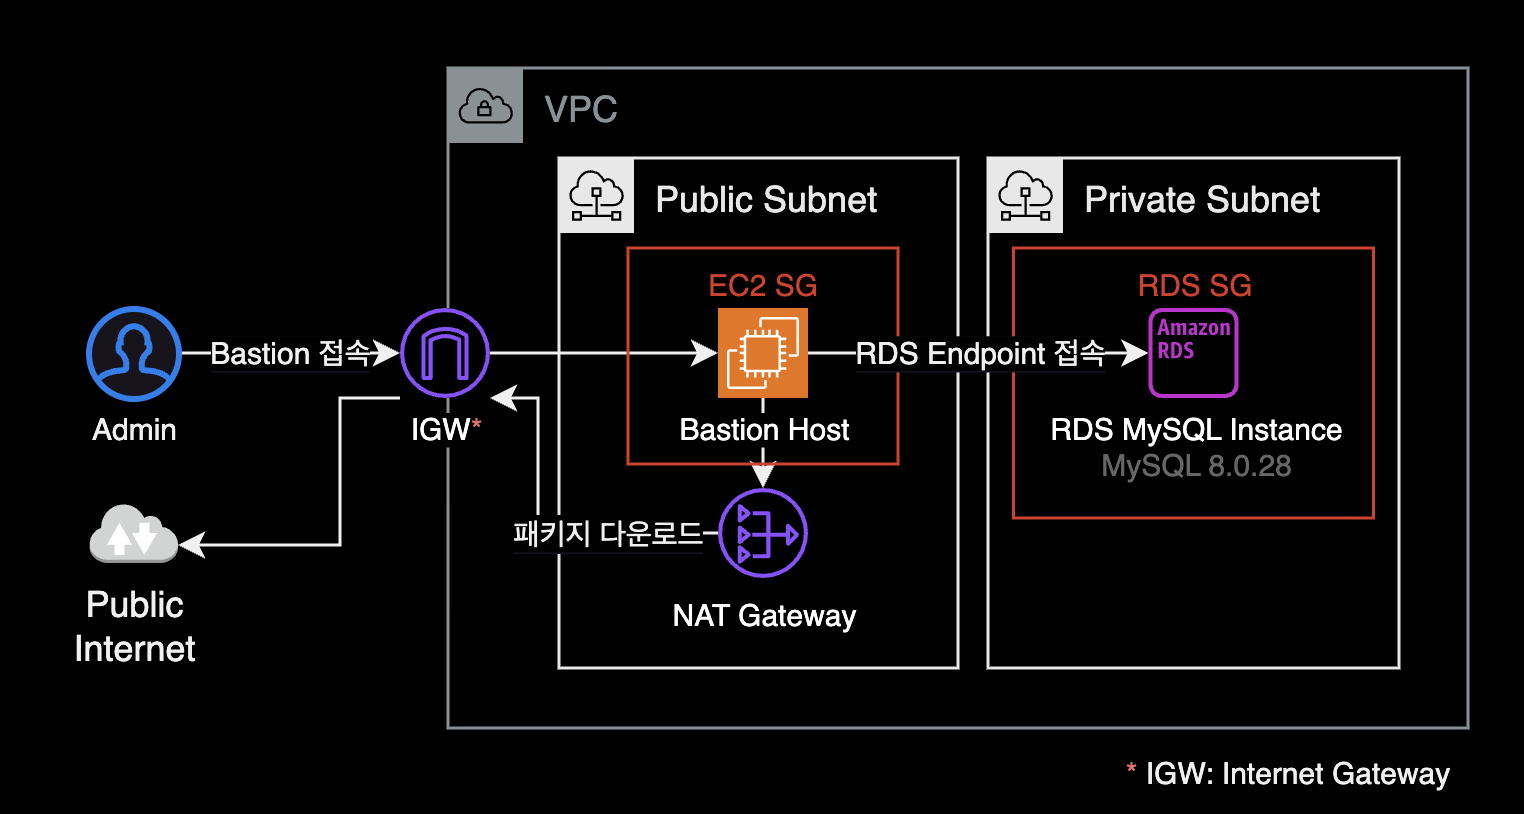 VPC
Public Subnet
Private Subnet
EC2 SG
RDS SG
Amazon
RDS
Bastion 접속
RDS Endpoint 접속
Admin
IGW*
Bastion Host
RDS MySQL Instance
MySQL 8.0.28
패키지 다운로드
Public
Internet
NAT Gateway
* IGW: Internet Gateway